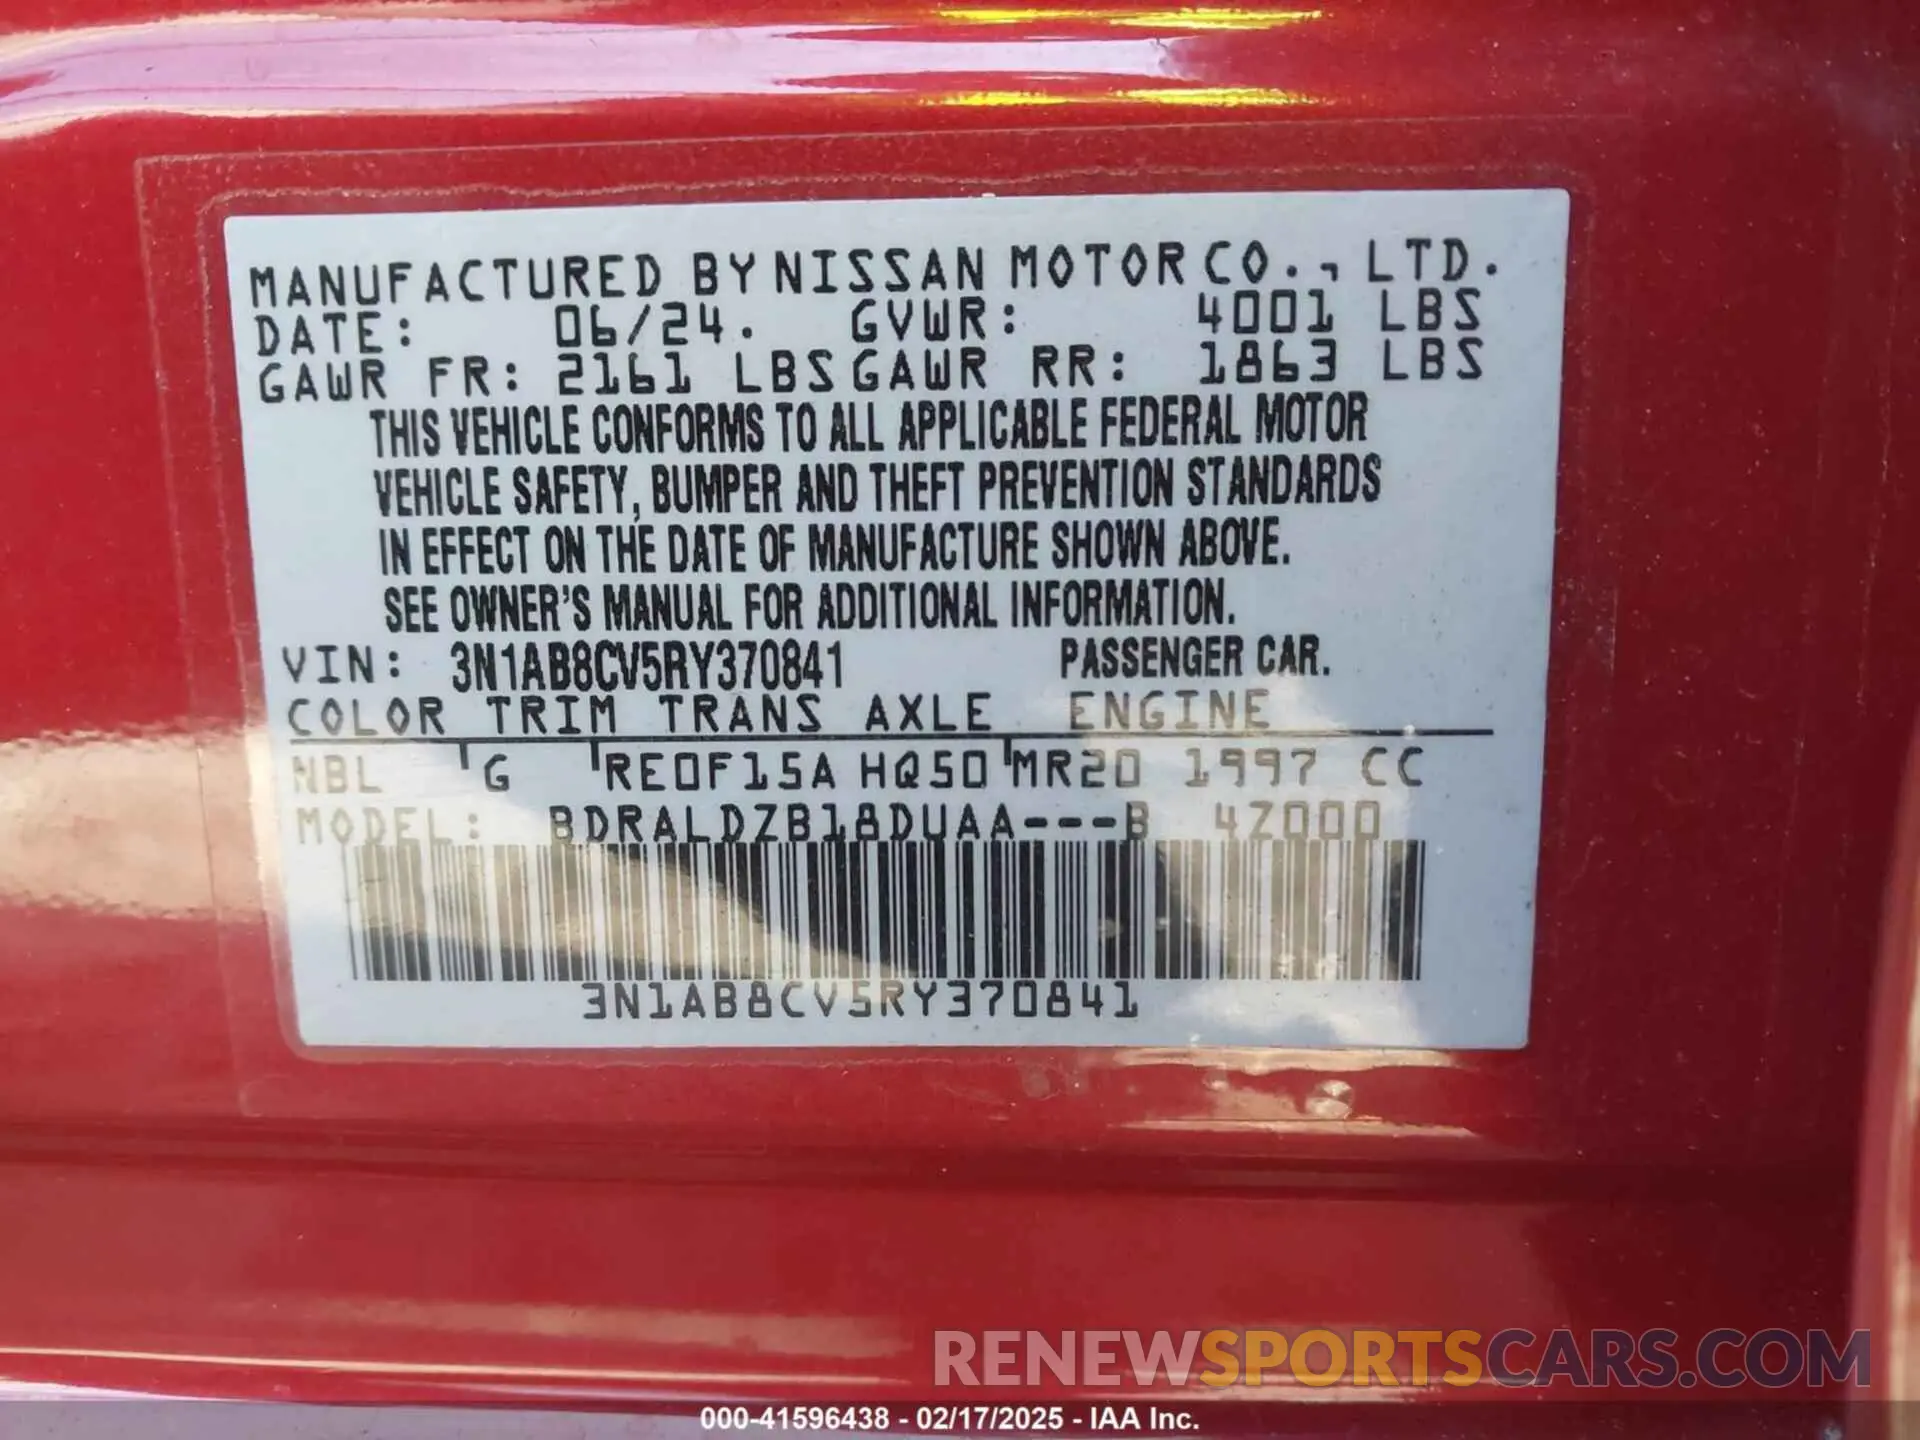 MANUFACTURED BY NISSAN MOTOR CO., LTD.
DATE: 06/24. GVWR: 4001 LBS
GAWR FR: 2161 LBS GAWR RR: 1863 LBS
THIS VEHICLE CONFORMS TO ALL APPLICABLE FEDERAL MOTOR
VEHICLE SAFETY, BUMPER AND THEFT PREVENTION STANDARDS
IN EFFECT ON THE DATE OF MANUFACTURE SHOWN ABOVE.
SEE OWNER'S MANUAL FOR ADDITIONAL INFORMATION.
VIN: 3N1AB8CV5RY370841 PASSENGER CAR.
COLOR TRIM TRANS AXLE ENGINE
NBL G RE0F15A HQ50 MR20 1997 CC
MODEL: BDRALDZB18DUAA---B 4Z000
3N1AB8CV5RY370841
RENEWSPORTSCARS.COM
000-41596438 - 02/17/2025 - IAA Inc.